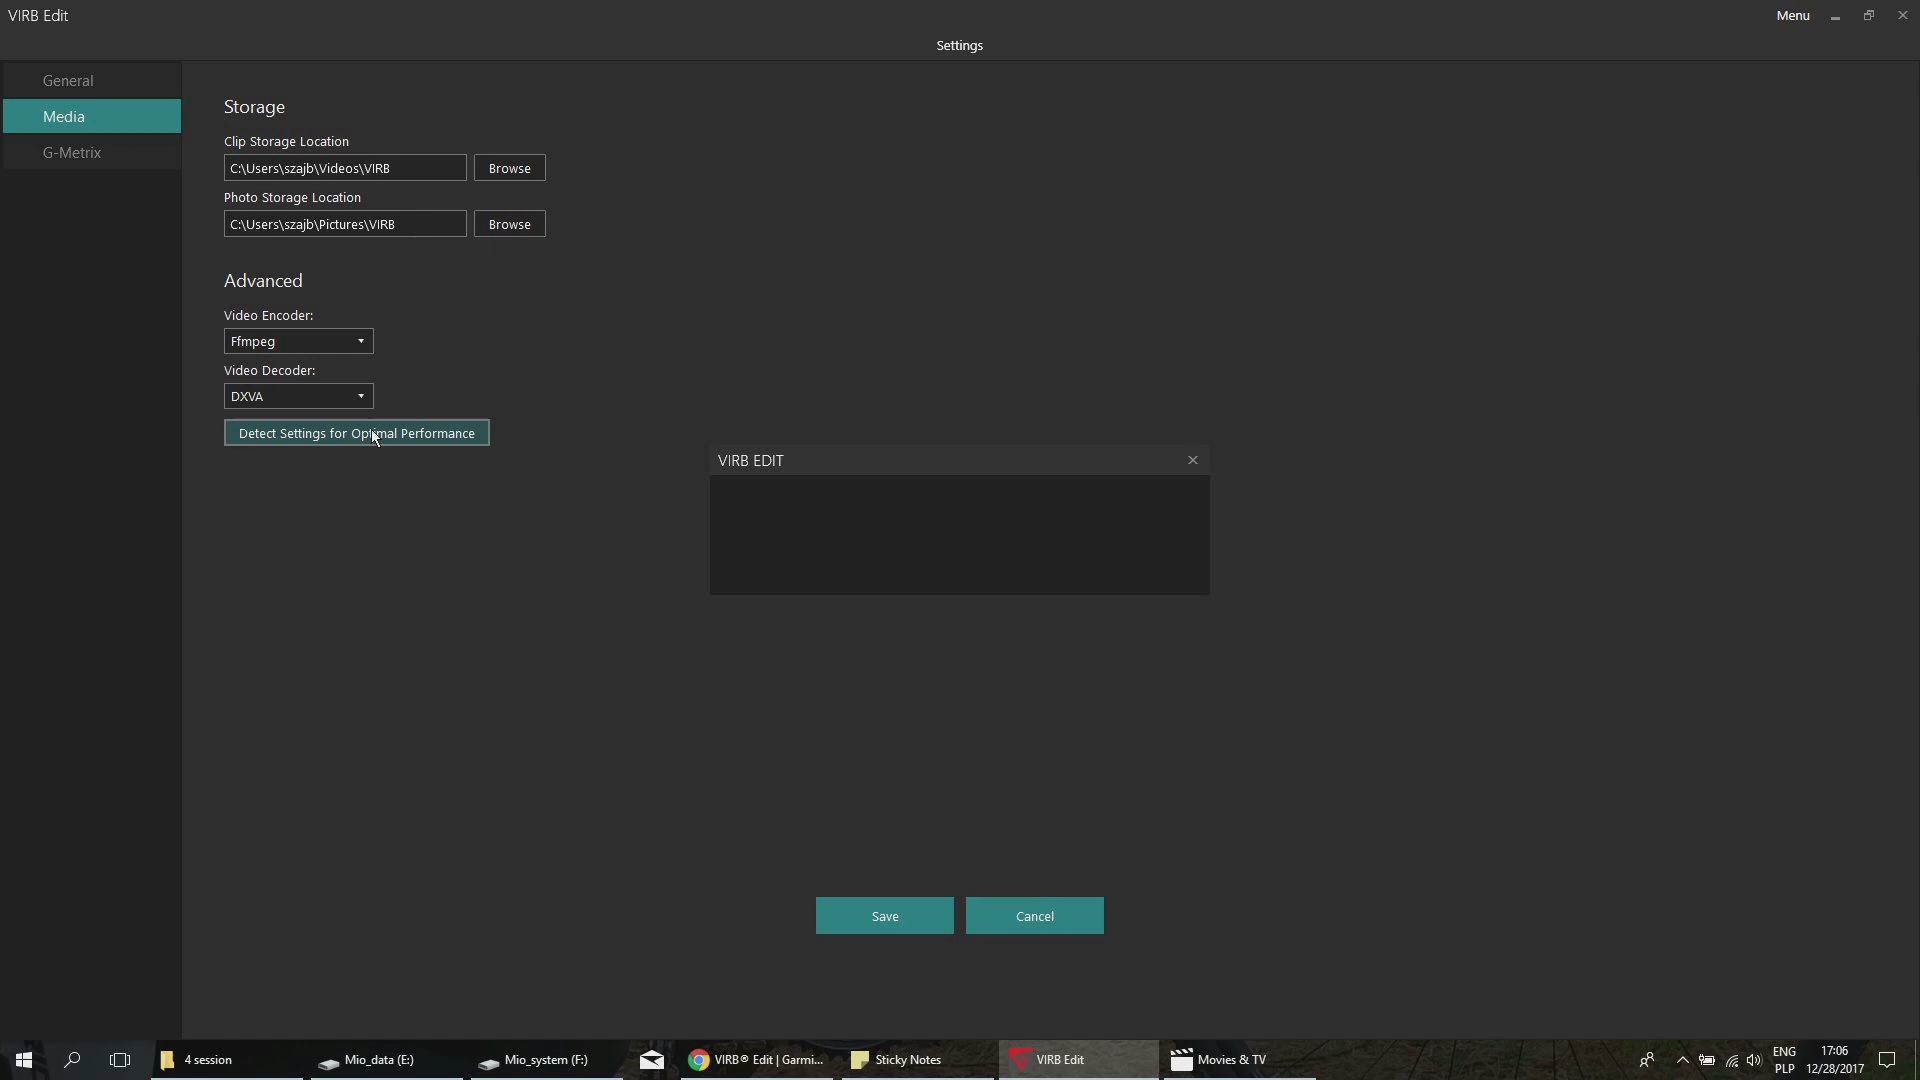 VIRB Edit
Menu
Settings
General
Media
G-Metrix
Storage
Clip Storage Location
C:\Users\szajb\Videos\VIRB
Browse
Photo Storage Location
C:\Users\szajb\Pictures\VIRB
Browse
Advanced
Video Encoder:
Ffmpeg
Video Decoder:
DXVA
Detect Settings for Optimal Performance
VIRB EDIT
Save
Cancel
4 session
Mio_data (E:)
Mio_system (F:)
VIRB® Edit | Garmi...
Sticky Notes
VIRB Edit
Movies & TV
ENG
PLP
17:06
12/28/2017